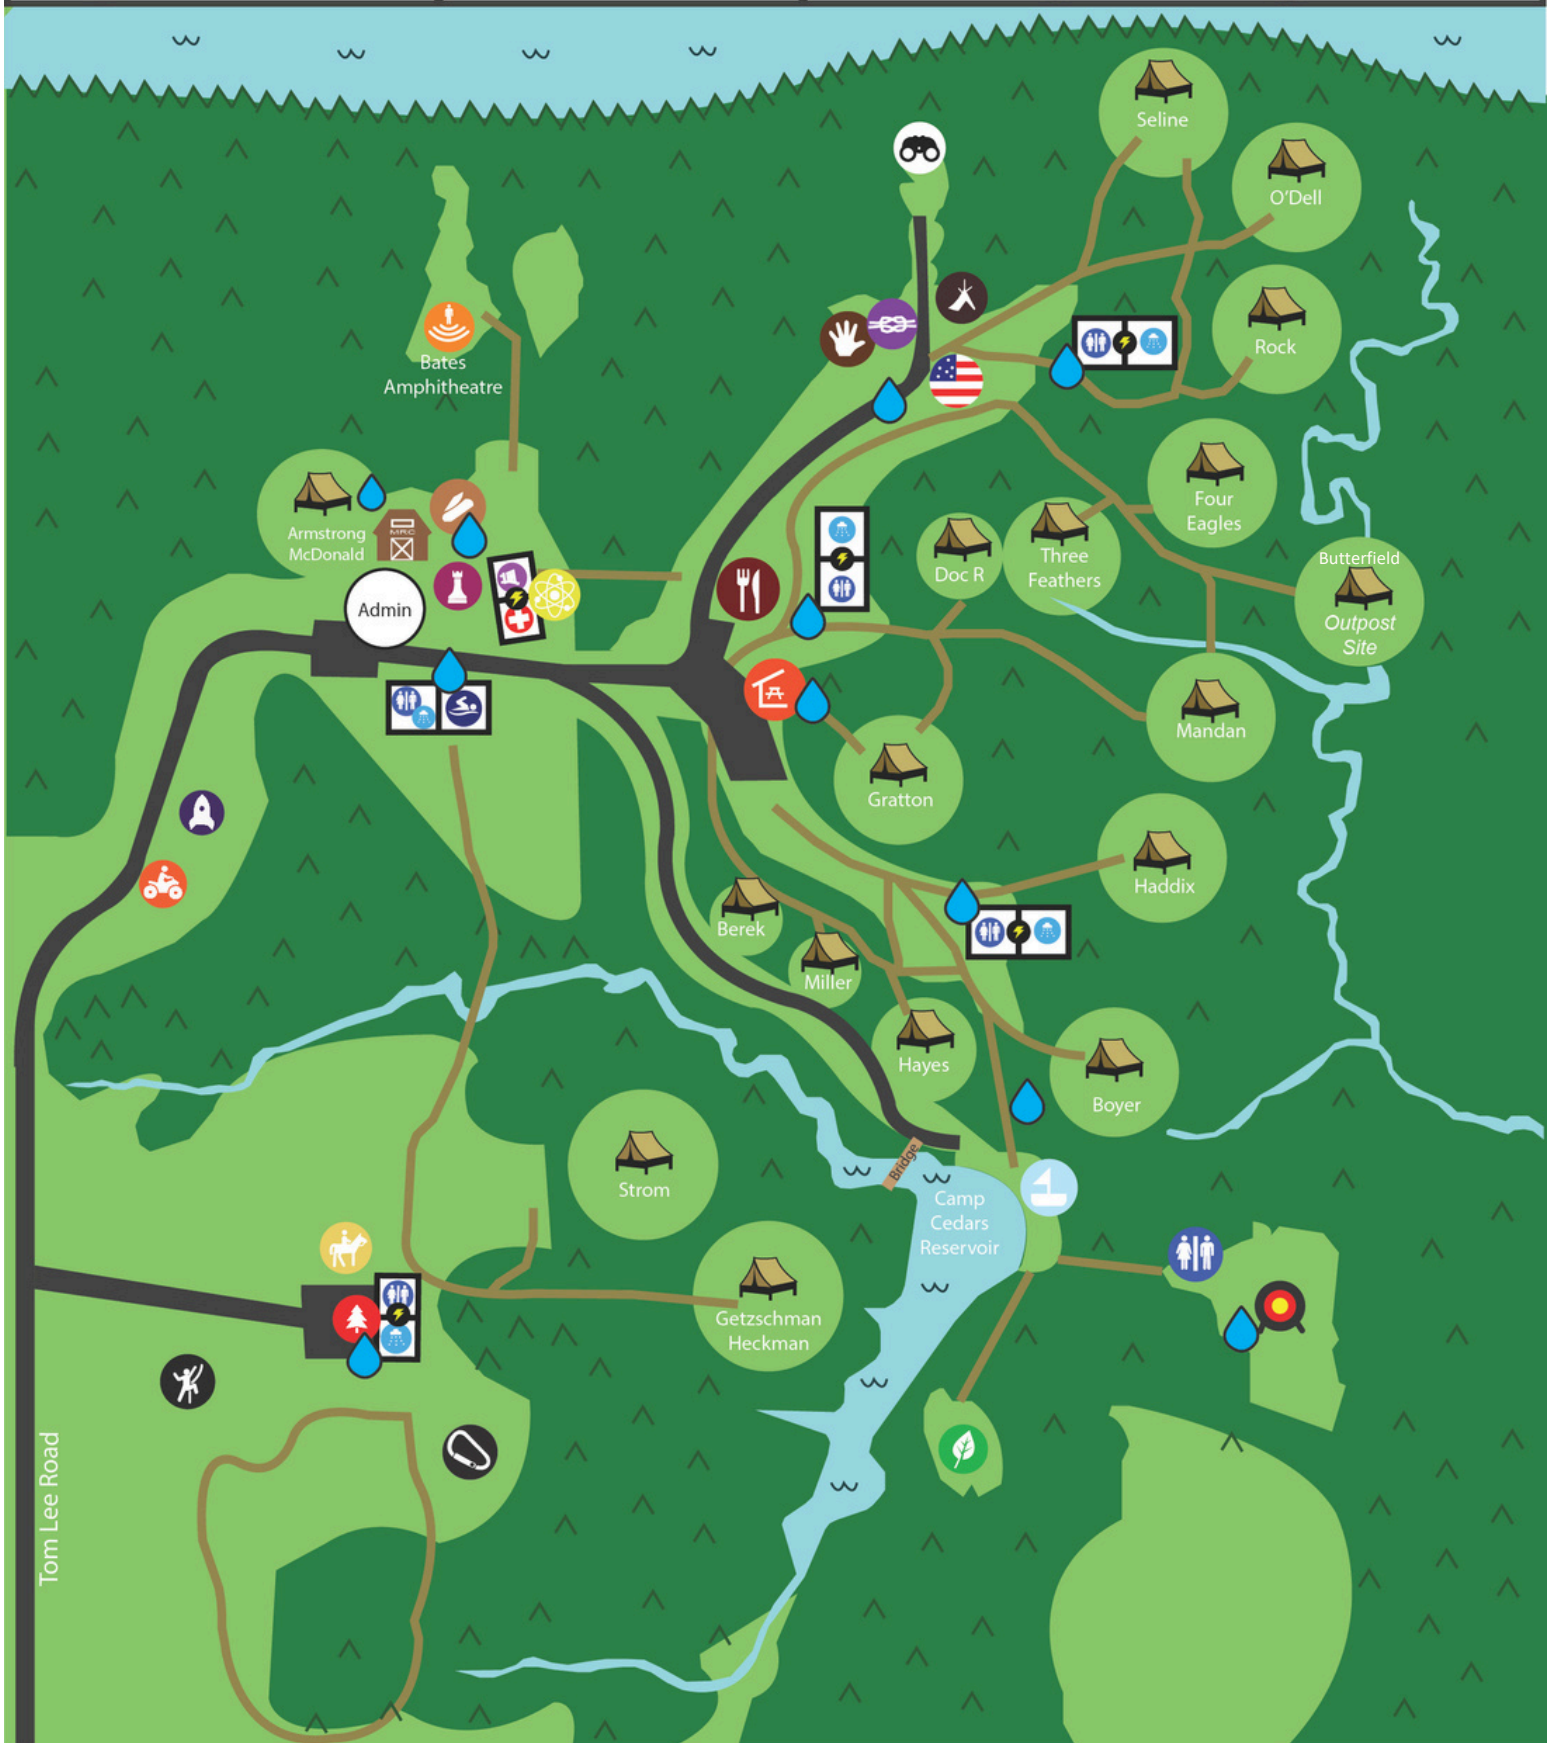 Seline
O'Dell
Rock
Bates
Amphitheatre
Four
Eagles
Armstrong
McDonald
MRC
Doc R
Three
Feathers
Butterfield
Outpost
Site
Admin
Mandan
Gratton
Haddix
Berek
Miller
Hayes
Boyer
Strom
Bridge
Camp
Cedars
Reservoir
Getzschman
Heckman
Tom Lee Road